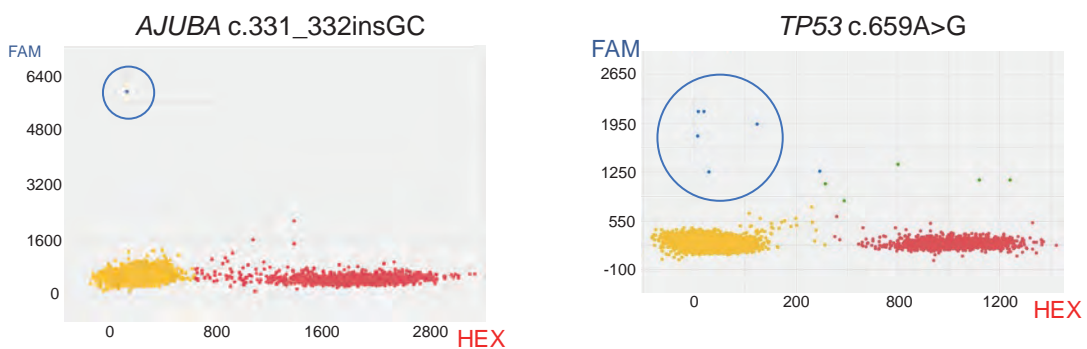 AJUBA c.331_332insGC
FAM
6400
4800
3200
1600
0
0 800 1600 2800 HEX
TP53 c.659A>G
FAM
2650
1950
1250
550
-100
0 200 800 1200 HEX